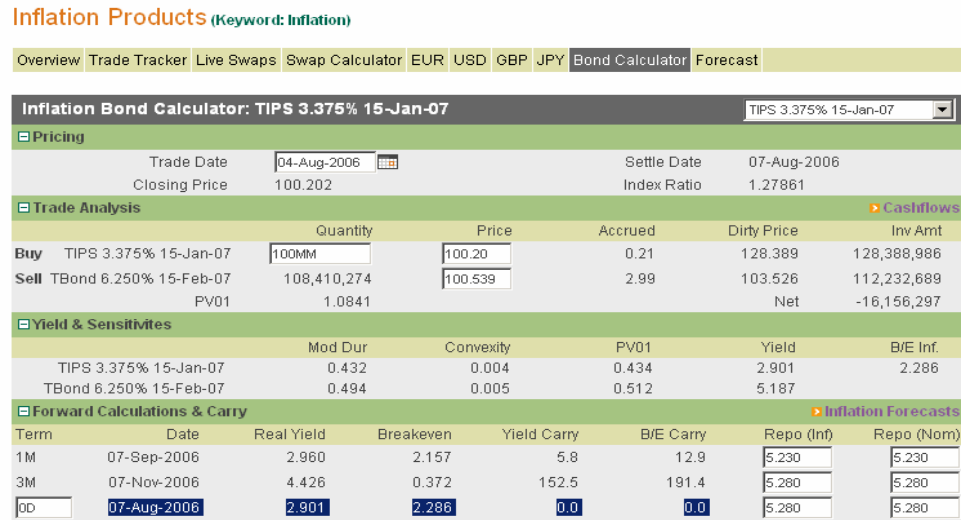 Inflation Products (Keyword: Inflation)
Overview Trade Tracker Live Swaps Swap Calculator EUR USD GBP JPY Bond Calculator Forecast
Inflation Bond Calculator: TIPS 3.375% 15-Jan-07 TIPS 3.375% 15-Jan-07
Pricing
Trade Date 04-Aug-2006 Settle Date 07-Aug-2006
Closing Price 100.202 Index Ratio 1.27861
Trade Analysis Cashflows
Quantity Price Accrued Dirty Price Inv Amt
Buy TIPS 3.375% 15-Jan-07 100MM 100.20 0.21 128.389 128,388,986
Sell TBond 6.250% 15-Feb-07 108,410,274 100.539 2.99 103.526 112,232,689
PV01 1.0841 Net -16,156,297
Yield & Sensitivites
Mod Dur Convexity PV01 Yield B/E Inf.
TIPS 3.375% 15-Jan-07 0.432 0.004 0.434 2.901 2.286
TBond 6.250% 15-Feb-07 0.494 0.005 0.512 5.187
Forward Calculations & Carry Inflation Forecasts
Term Date Real Yield Breakeven Yield Carry B/E Carry Repo (Inf) Repo (Nom)
1M 07-Sep-2006 2.960 2.157 5.8 12.9 5.230 5.230
3M 07-Nov-2006 4.426 0.372 152.5 191.4 5.280 5.280
0D 07-Aug-2006 2.901 2.286 0.0 0.0 5.280 5.280